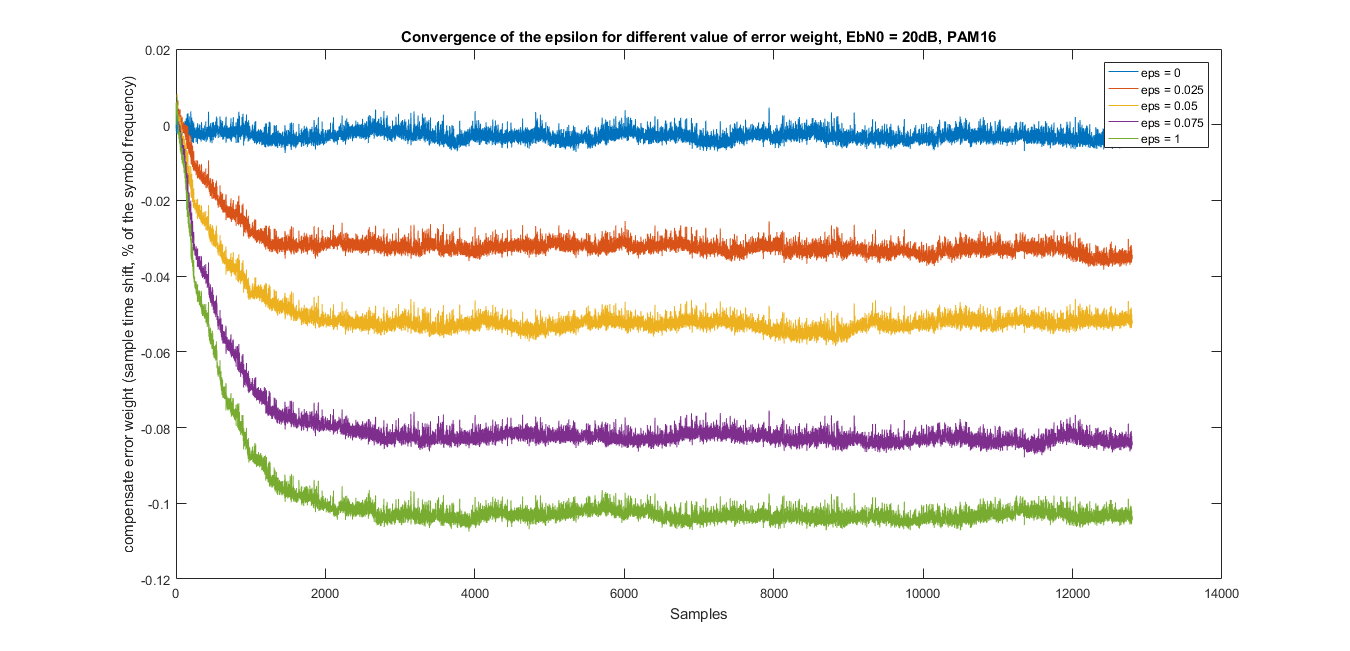 Convergence of the epsilon for different value of error weight, EbN0 = 20dB, PAM16
compensate error weight (sample time shift, % of the symbol frequency)
0.02
0
-0.02
-0.04
-0.06
-0.08
-0.1
-0.12
eps = 0
eps = 0.025
eps = 0.05
eps = 0.075
eps = 1
0
2000
4000
6000
8000
10000
12000
14000
Samples